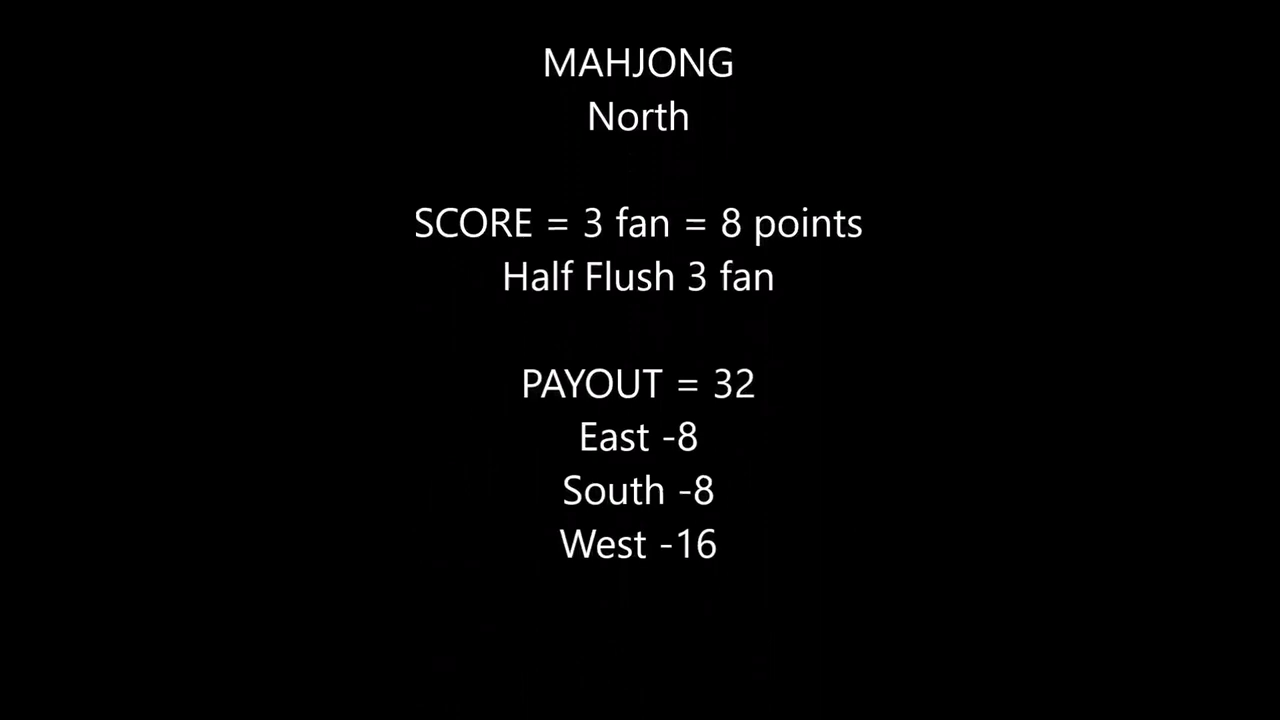 MAHJONG
North
SCORE = 3 fan = 8 points
Half Flush 3 fan
PAYOUT = 32
East -8
South -8
West -16